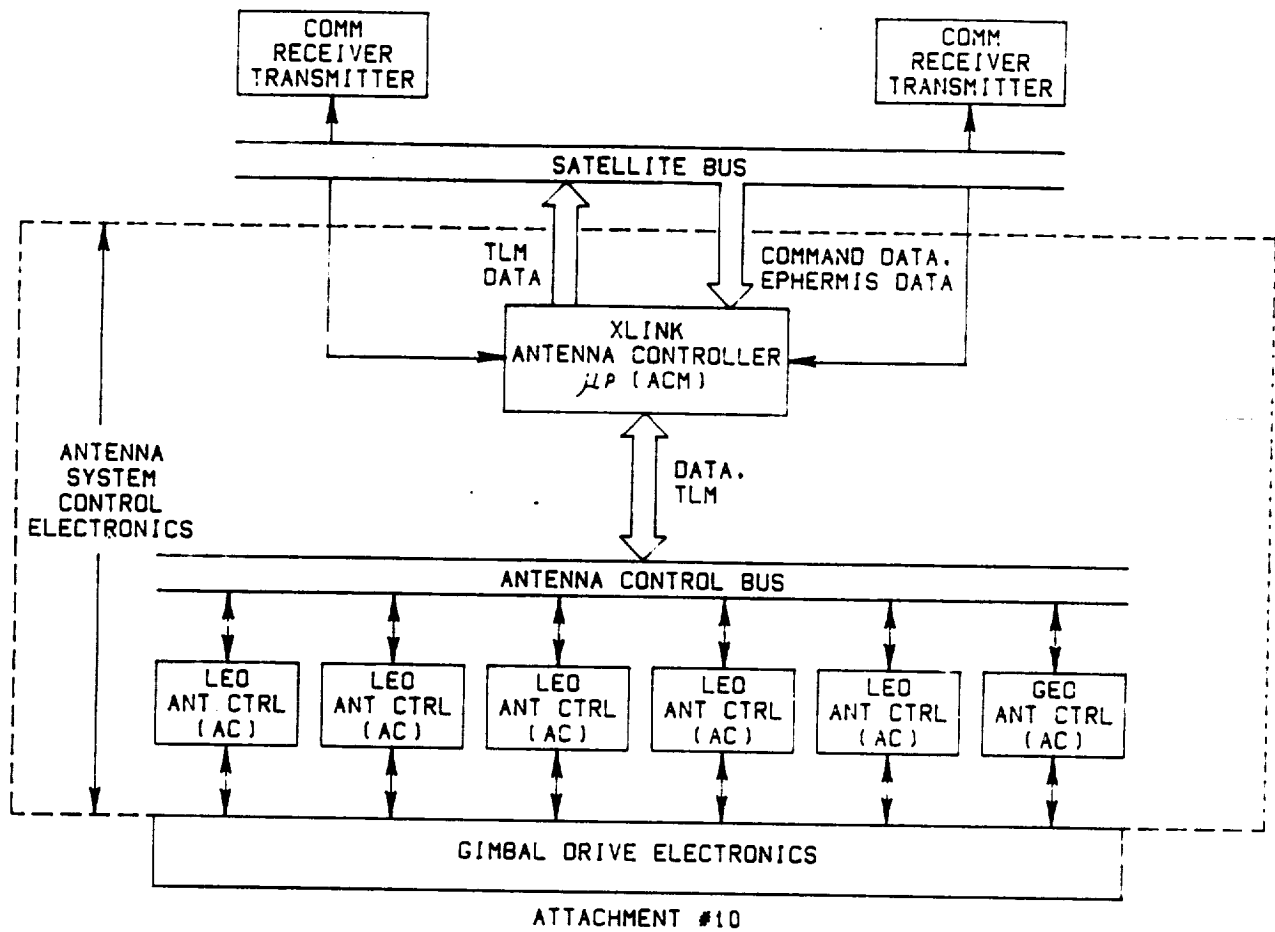 COMM
RECEIVER
TRANSMITTER
COMM
RECEIVER
TRANSMITTER
SATELLITE BUS
TLM
DATA
COMMAND DATA.
EPHERMIS DATA
XLINK
ANTENNA CONTROLLER
μP (ACM)
ANTENNA
SYSTEM
CONTROL
ELECTRONICS
DATA.
TLM
ANTENNA CONTROL BUS
LEO
ANT CTRL
(AC)
LEO
ANT CTRL
(AC)
LEO
ANT CTRL
(AC)
LEO
ANT CTRL
(AC)
LEO
ANT CTRL
(AC)
GEO
ANT CTRL
(AC)
GIMBAL DRIVE ELECTRONICS
ATTACHMENT #10